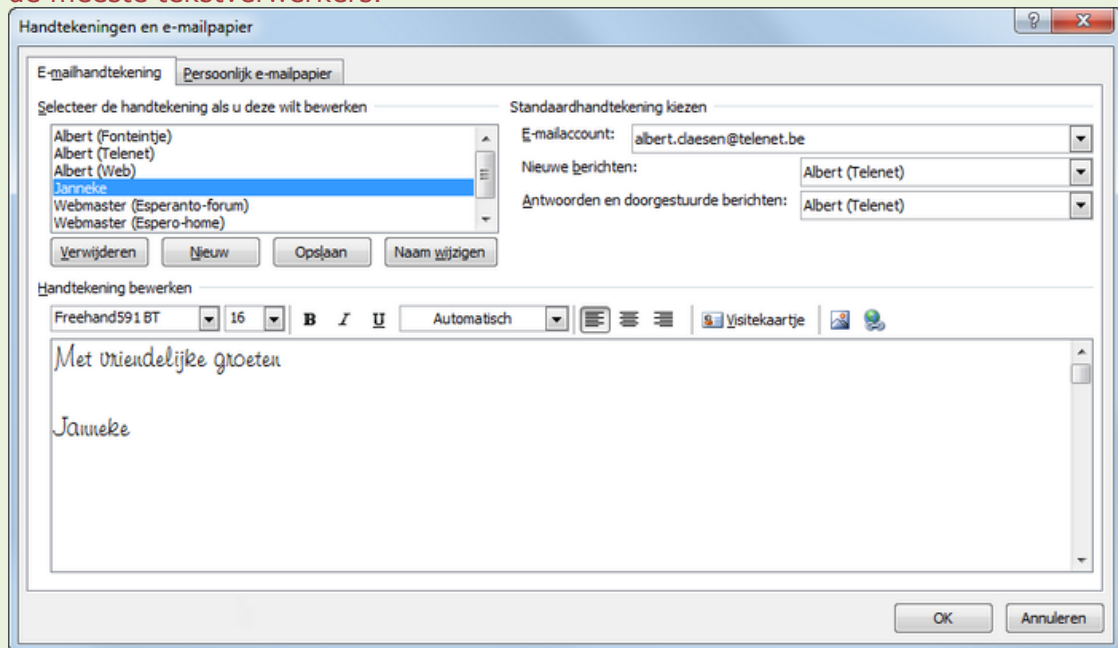 de meeste tekstverwerkers.
Handtekeningen en e-mailpapier
E-mailhandtekening
Persoonlijk e-mailpapier
Selecteer de handtekening als u deze wilt bewerken
Albert (Fonteintje)
Albert (Telenet)
Albert (Web)
Janneke
Webmaster (Esperanto-forum)
Webmaster (Espero-home)
Verwijderen
Nieuw
Opslaan
Naam wijzigen
Standaardhandtekening kiezen
E-mailaccount: albert.claesen@telenet.be
Nieuwe berichten: Albert (Telenet)
Antwoorden en doorgestuurde berichten: Albert (Telenet)
Handtekening bewerken
Freehand591 BT 16 B I U Automatisch Visitekaartje
Met vriendelijke groeten
Janneke
OK Annuleren